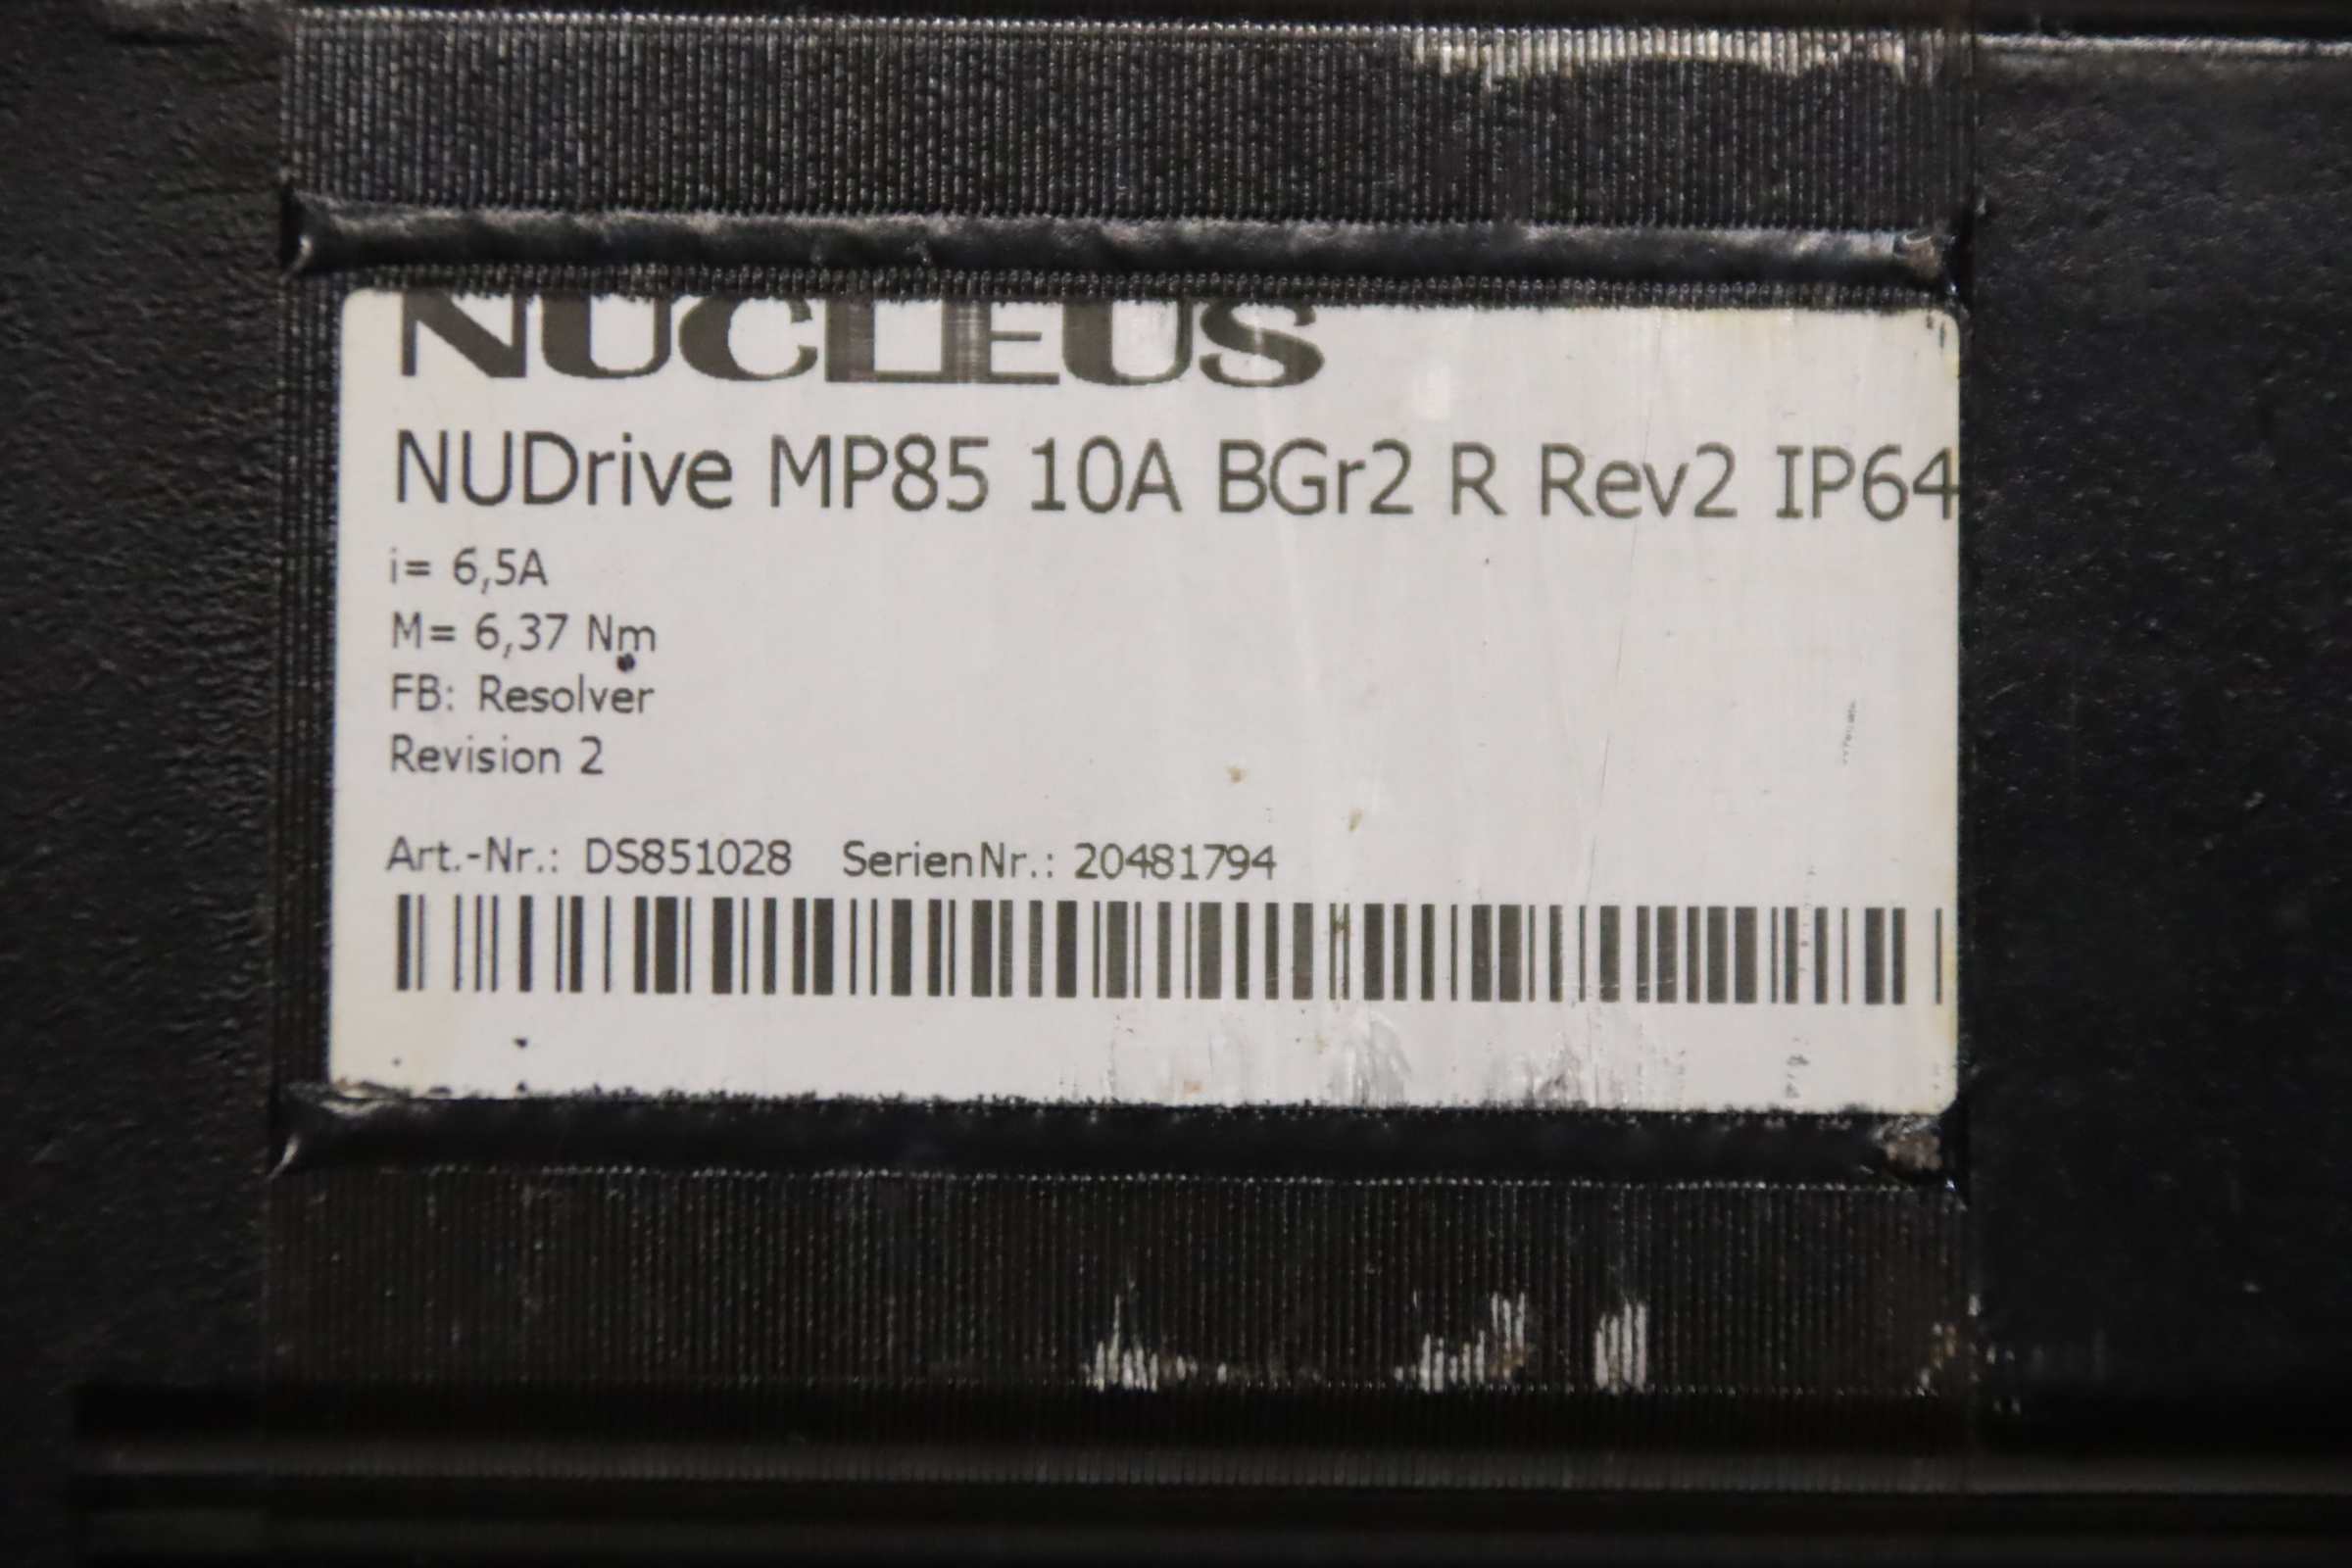 NUCLEUS
NUDrive MP85 10A BGr2 R Rev2 IP64
i= 6,5A
M= 6,37 Nm
FB: Resolver
Revision 2
Art.-Nr.: DS851028 SerienNr.: 20481794